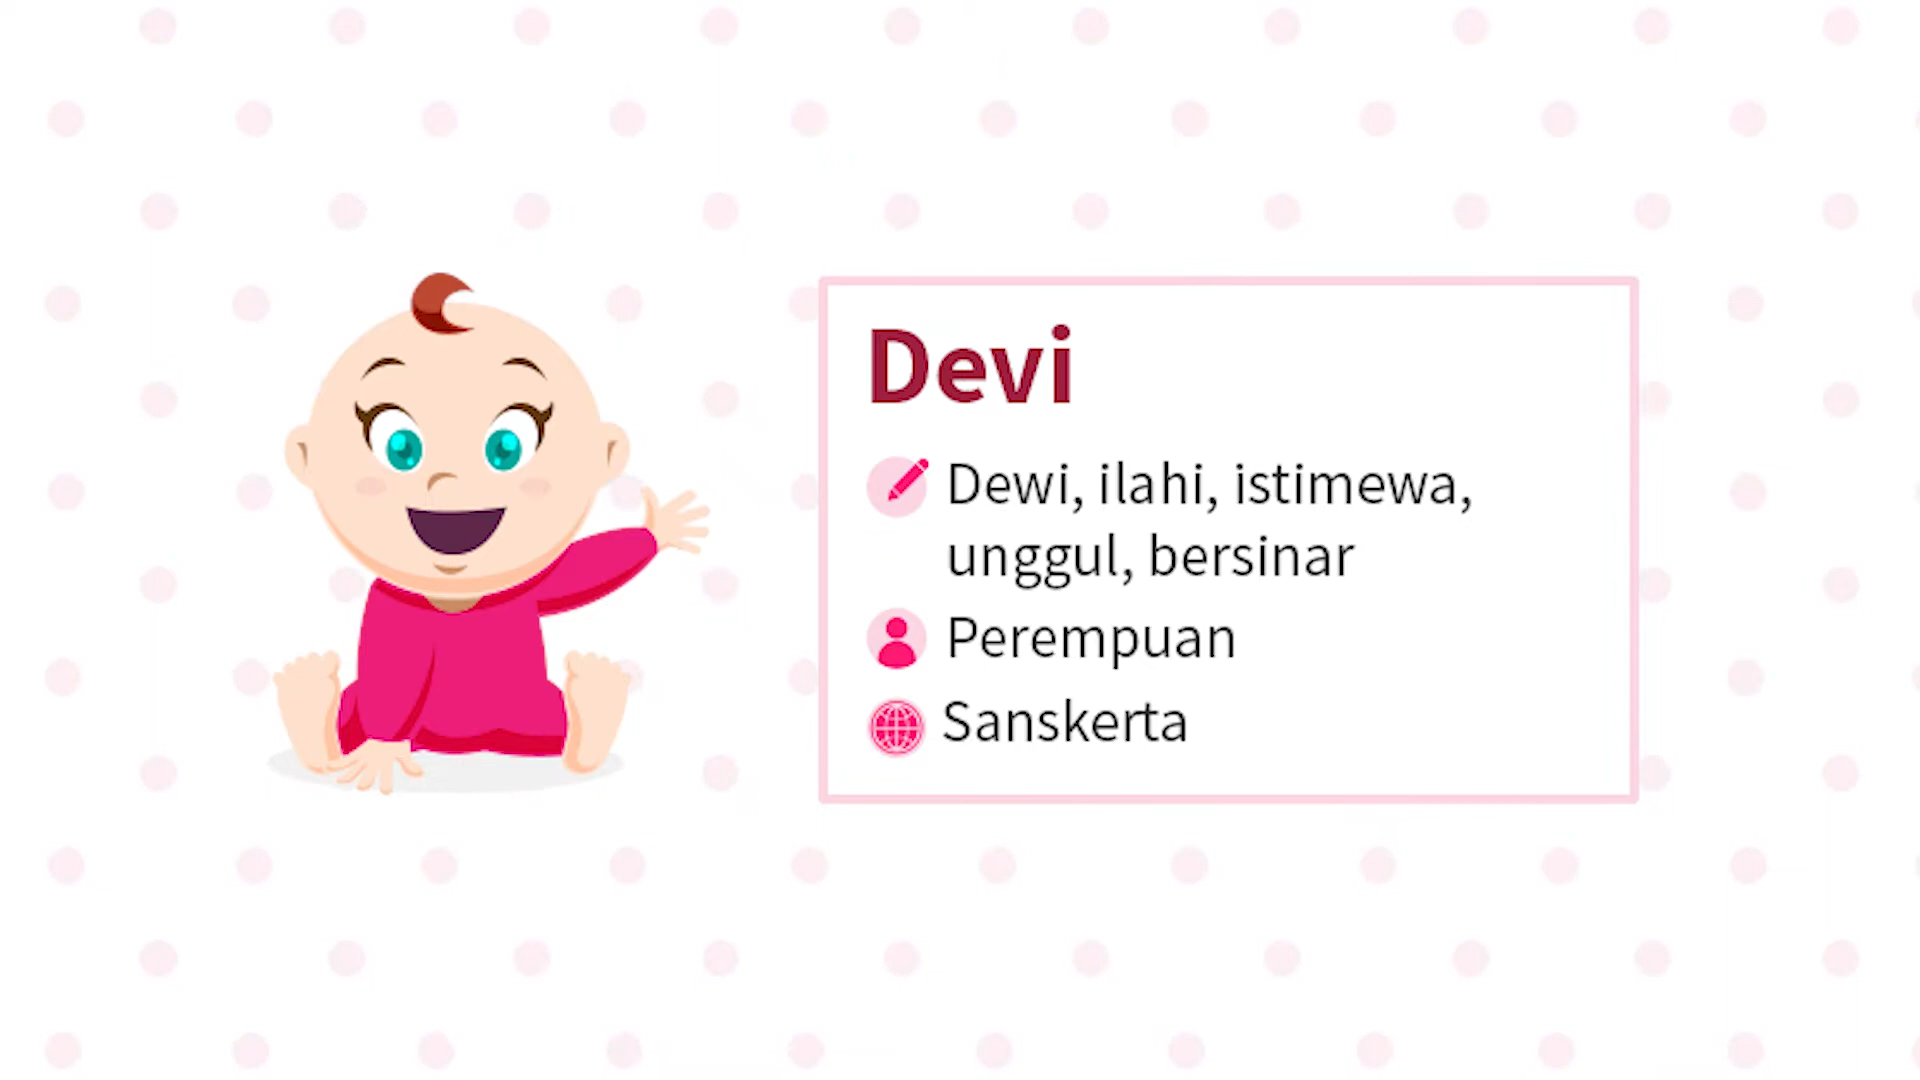 Devi
Dewi, ilahi, istimewa,
unggul, bersinar
Perempuan
Sanskerta